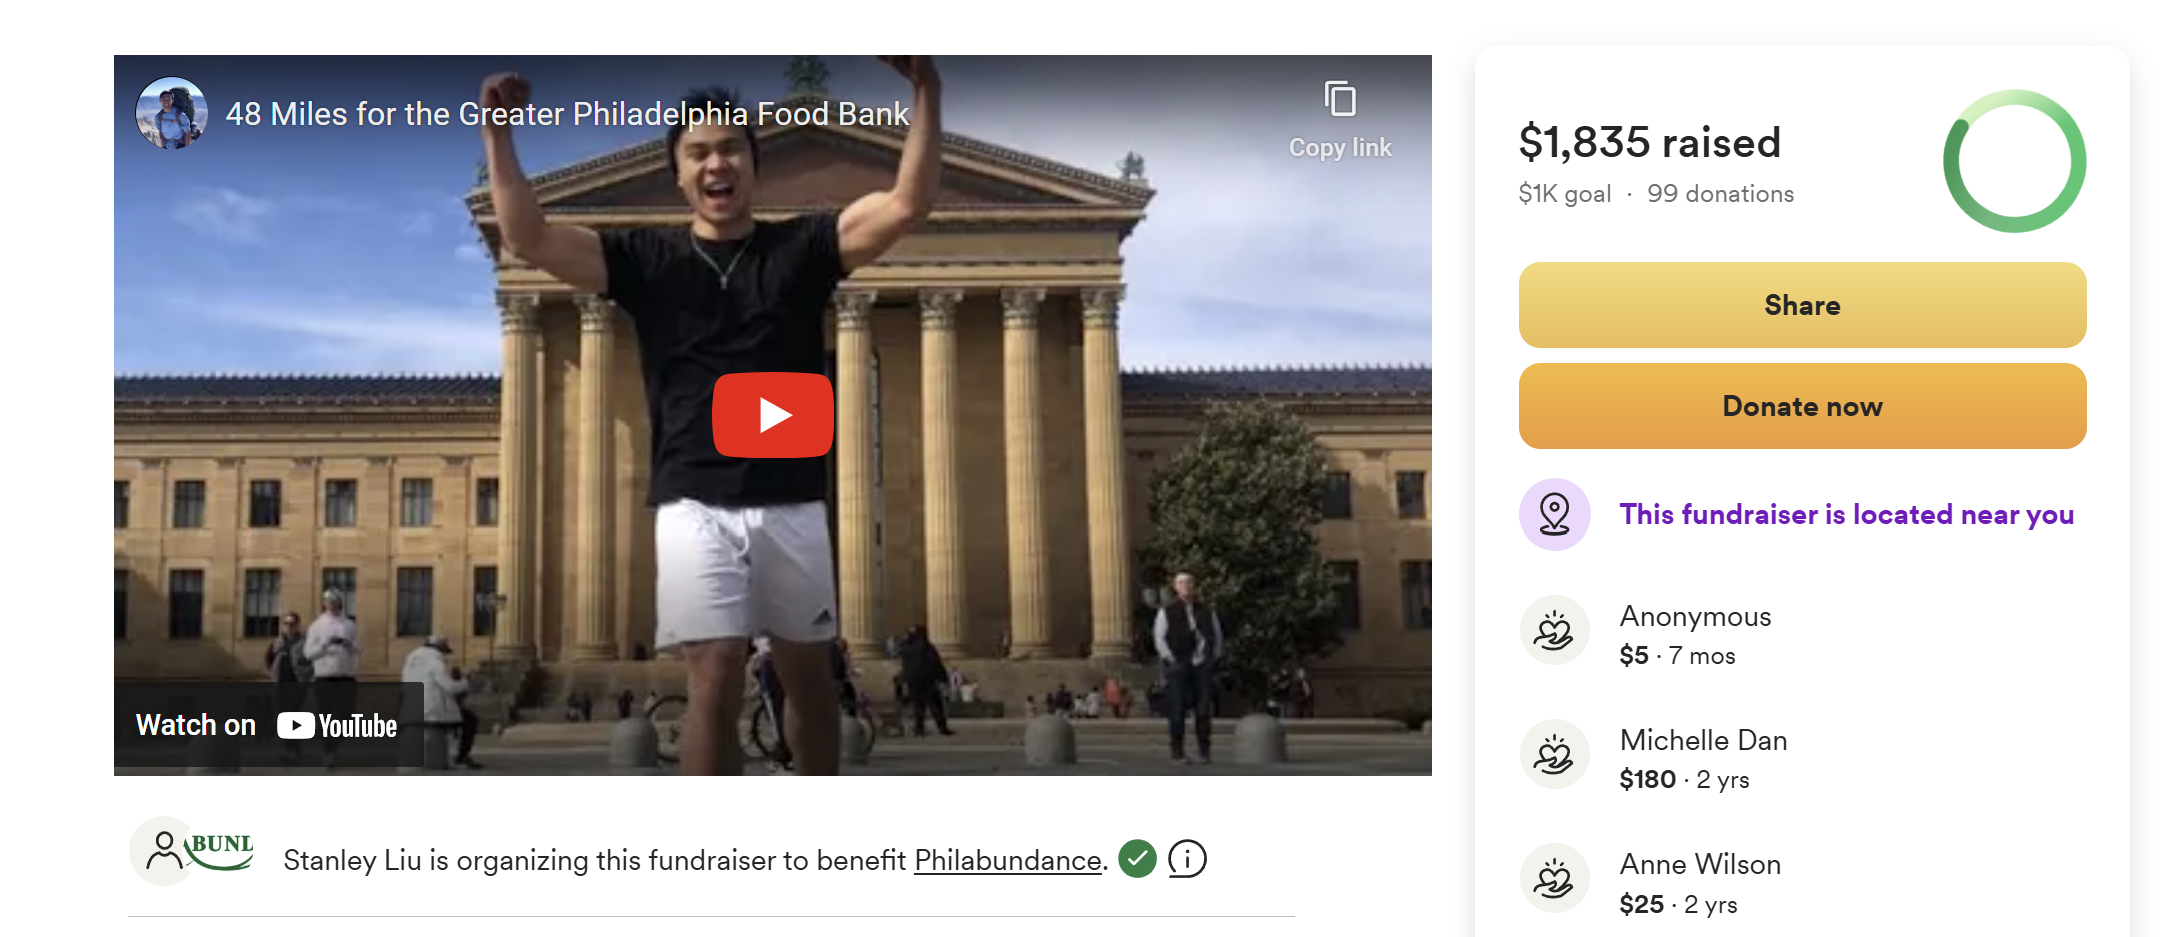 48 Miles for the Greater Philadelphia Food Bank
Copy link
Watch on YouTube
BUNL
Stanley Liu is organizing this fundraiser to benefit Philabundance.
$1,835 raised
$1K goal · 99 donations
Share
Donate now
This fundraiser is located near you
Anonymous
$5 · 7 mos
Michelle Dan
$180 · 2 yrs
Anne Wilson
$25 · 2 yrs